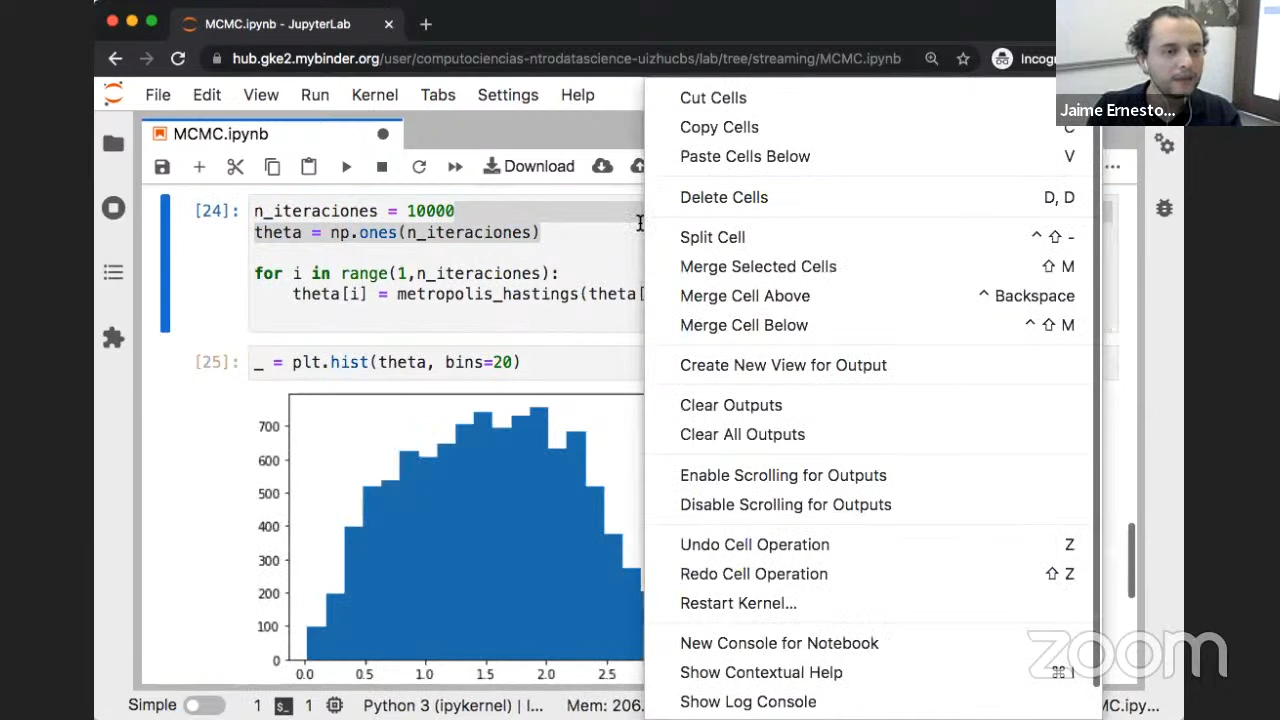 MCMC.ipynb - JupyterLab
hub.gke2.mybinder.org/user/computociencias-ntrodatascience-uizhucbs/lab/tree/streaming/MCMC.ipynb
Jaime Ernesto...
File Edit View Run Kernel Tabs Settings Help
MCMC.ipynb
Download
[24]: n_iteraciones = 10000
theta = np.ones(n_iteraciones)
for i in range(1,n_iteraciones):
theta[i] = metropolis_hastings(theta[
[25]: _ = plt.hist(theta, bins=20)
700
600
500
400
300
200
100
0
0.0 0.5 1.0 1.5 2.0 2.5
Cut Cells
Copy Cells C
Paste Cells Below V
Delete Cells D, D
Split Cell ^ ⇧ -
Merge Selected Cells ⇧ M
Merge Cell Above ^ Backspace
Merge Cell Below ^ ⇧ M
Create New View for Output
Clear Outputs
Clear All Outputs
Enable Scrolling for Outputs
Disable Scrolling for Outputs
Undo Cell Operation Z
Redo Cell Operation ⇧ Z
Restart Kernel...
New Console for Notebook
Show Contextual Help ⌘ I
Show Log Console
zoom
Simple 1 $_ 1 Python 3 (ipykernel) | I... Mem: 206. MC.ipy...